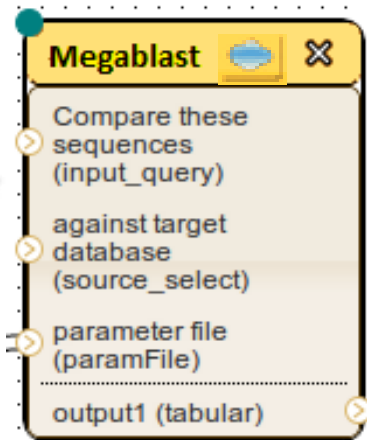 Megablast
Compare these
sequences
(input_query)
against target
database
(source_select)
parameter file
(paramFile)
output1 (tabular)